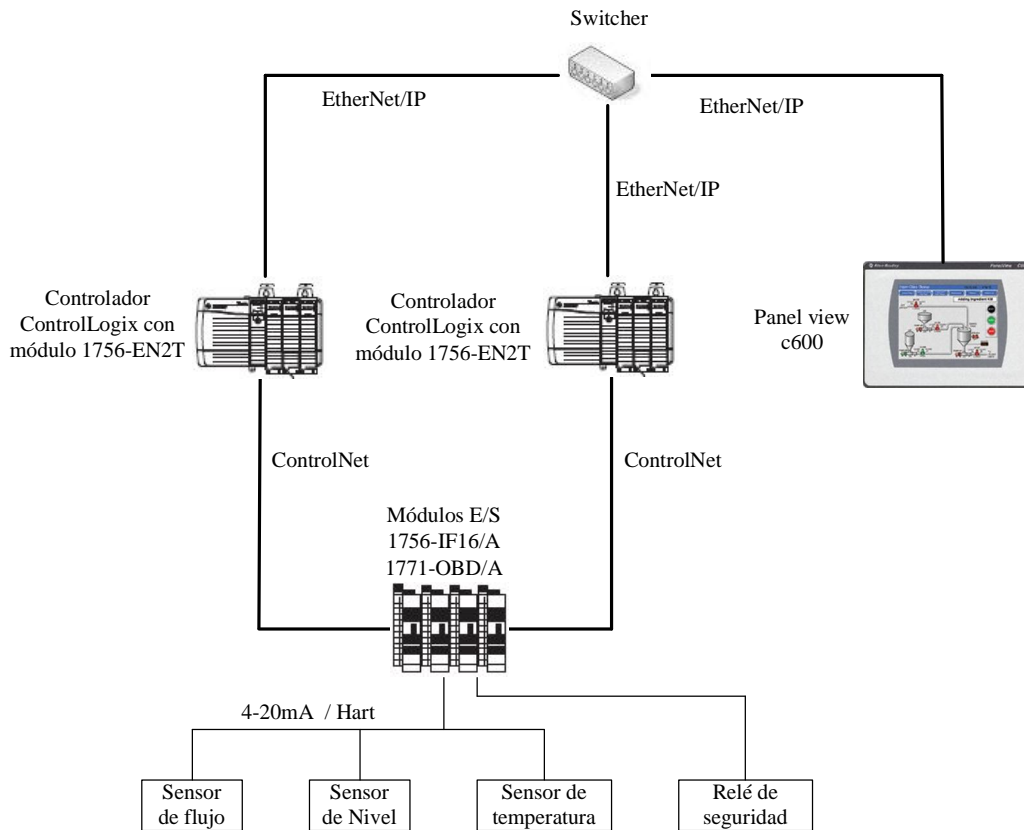 Switcher
EtherNet/IP
EtherNet/IP
EtherNet/IP
Controlador
ControlLogix con
módulo 1756-EN2T
Controlador
ControlLogix con
módulo 1756-EN2T
Panel view
c600
ControlNet
ControlNet
Módulos E/S
1756-IF16/A
1771-OBD/A
4-20mA / Hart
Sensor
de flujo
Sensor
de Nivel
Sensor de
temperatura
Relé de
seguridad